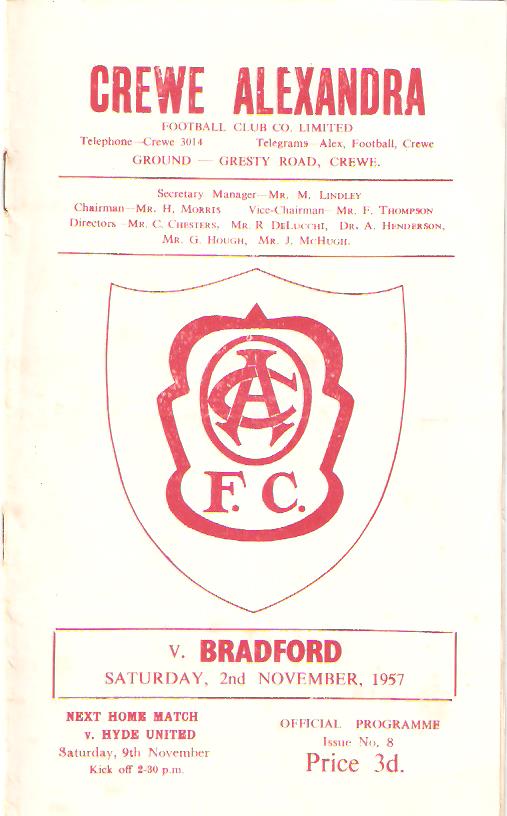 CREWE ALEXANDRA
FOOTBALL CLUB CO. LIMITED
Telephone—Crewe 3014 Telegrams—Alex, Football, Crewe
GROUND — GRESTY ROAD, CREWE.
Secretary Manager—MR. M. LINDLEY
Chairman—MR. H. MORRIS Vice-Chairman—MR. F. THOMPSON
Directors—MR. C. CHESTERS, MR. R DELUCCHI, DR. A. HENDERSON,
MR. G. HOUGH, MR. J. MCHUGH.
CA
F. C.
v. BRADFORD
SATURDAY, 2nd NOVEMBER, 1957
NEXT HOME MATCH
v. HYDE UNITED
Saturday, 9th November
Kick off 2-30 p.m.
OFFICIAL PROGRAMME
Issue No. 8
Price 3d.